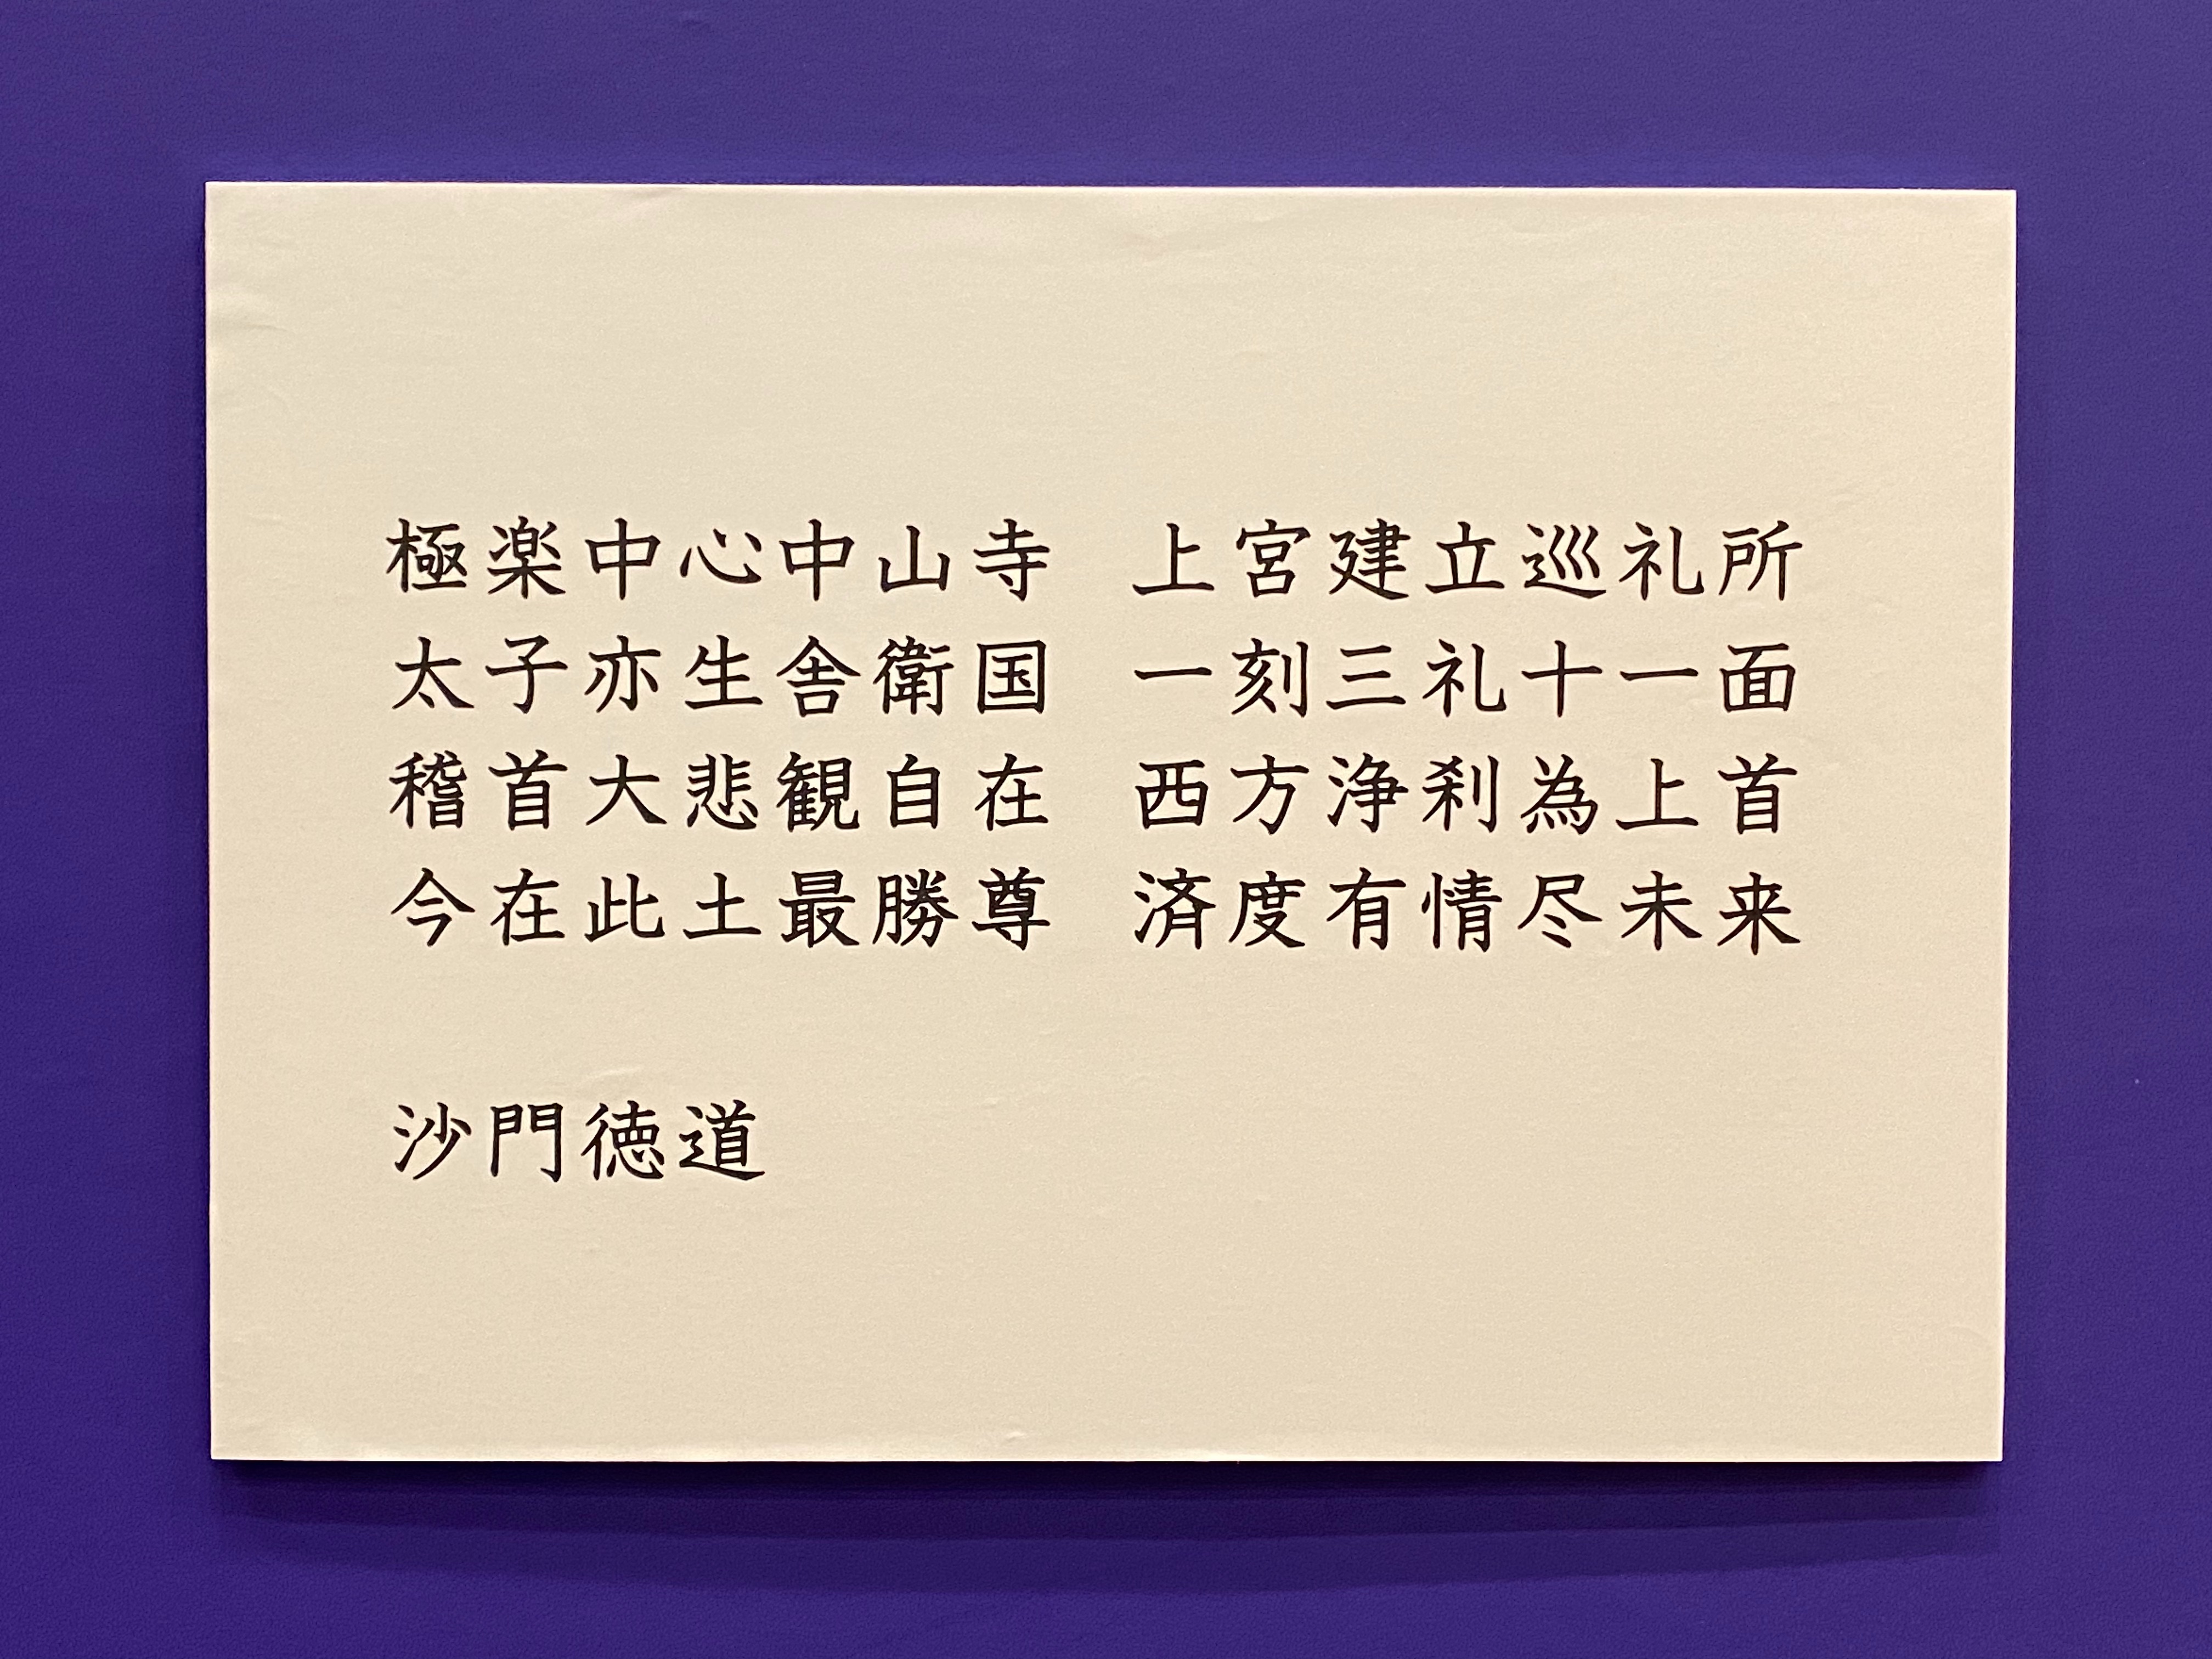 極楽中心中山寺　上宮建立巡礼所
太子亦生舎衛国　一刻三礼十一面
稽首大悲観自在　西方浄刹為上首
今在此土最勝尊　済度有情尽未来
沙門徳道